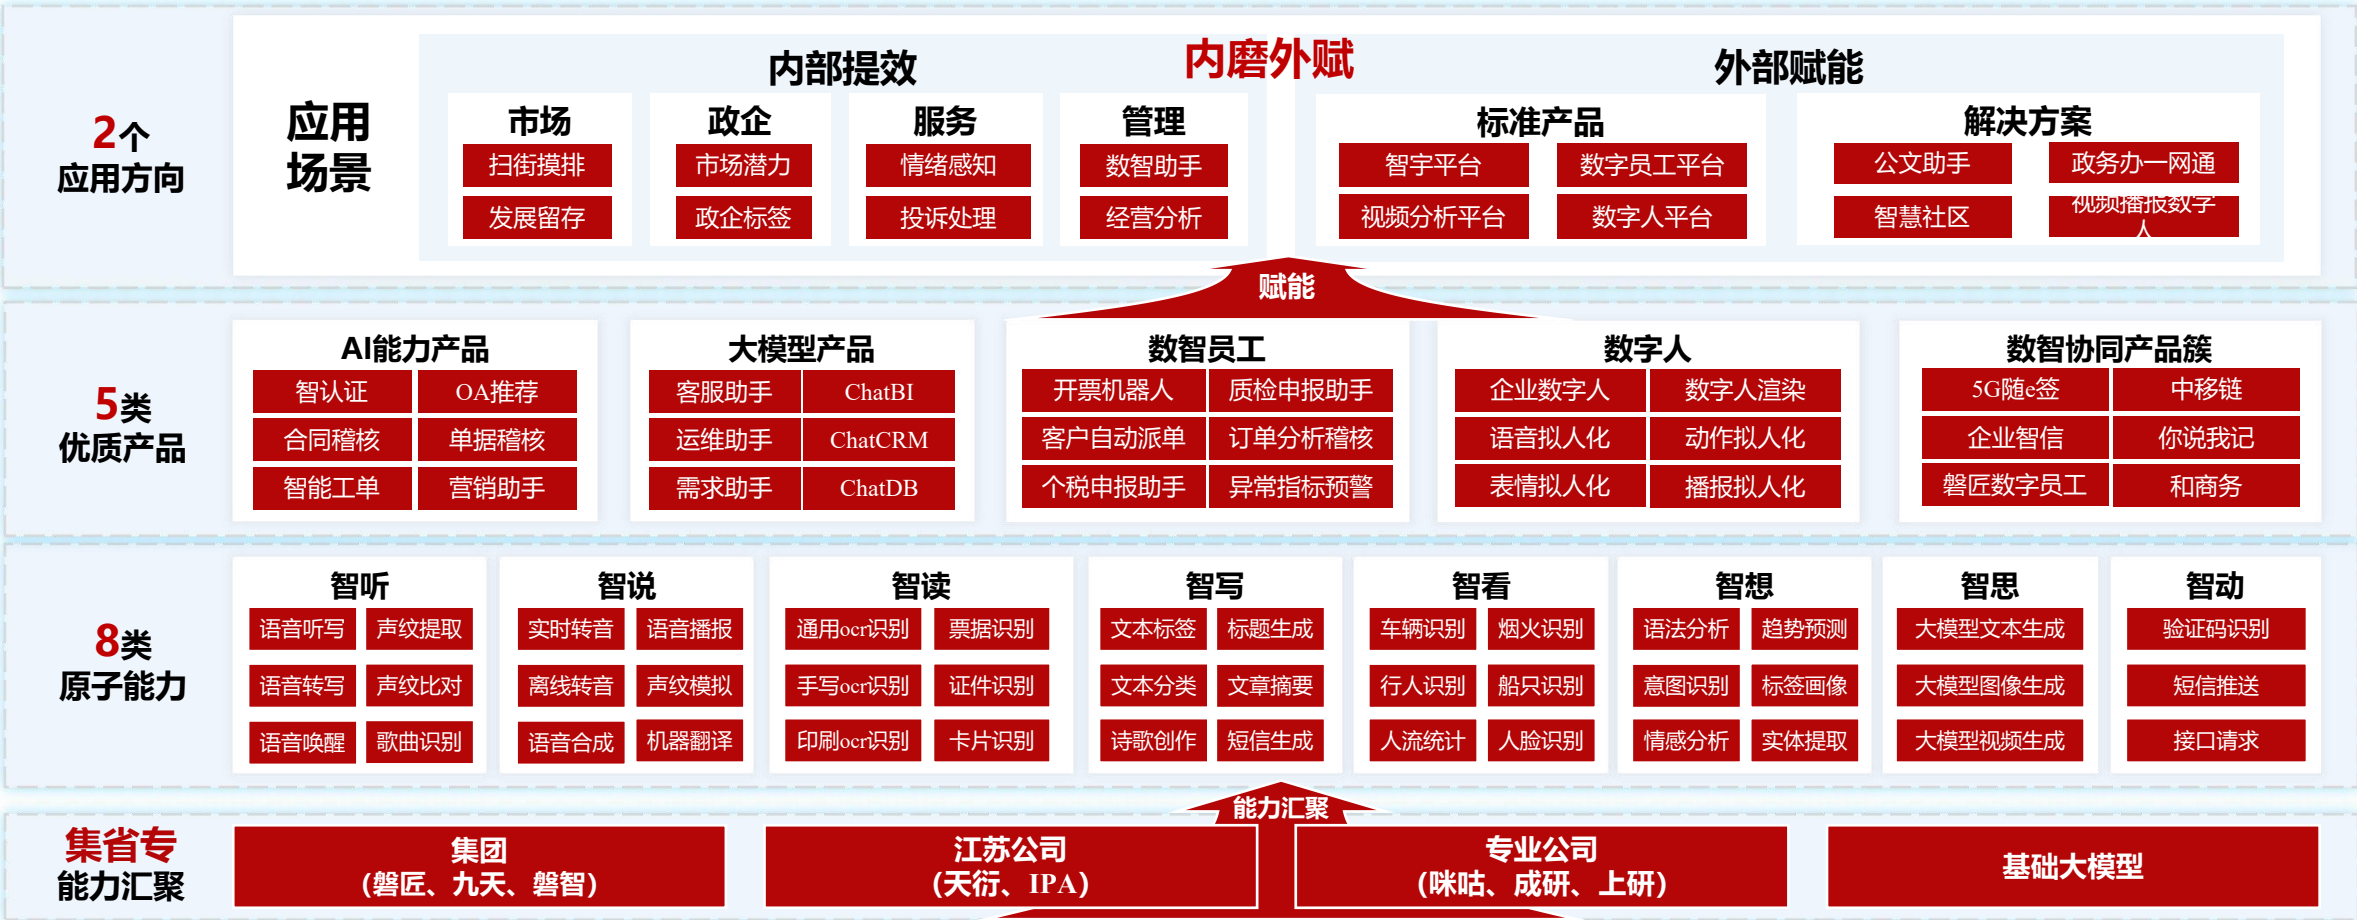 2个
应用方向
应用
场景
内磨外赋
内部提效
市场
扫街摸排
发展留存
政企
市场潜力
政企标签
服务
情绪感知
投诉处理
管理
数智助手
经营分析
外部赋能
标准产品
智宇平台
数字员工平台
视频分析平台
数字人平台
解决方案
公文助手
政务办一网通
智慧社区
视频播报数字
人
赋能
5类
优质产品
AI能力产品
智认证
OA推荐
合同稽核
单据稽核
智能工单
营销助手
大模型产品
客服助手
ChatBI
运维助手
ChatCRM
需求助手
ChatDB
数智员工
开票机器人
质检申报助手
客户自动派单
订单分析稽核
个税申报助手
异常指标预警
数字人
企业数字人
数字人渲染
语音拟人化
动作拟人化
表情拟人化
播报拟人化
数智协同产品簇
5G随e签
中移链
企业智信
你说我记
磐匠数字员工
和商务
8类
原子能力
智听
语音听写
声纹提取
语音转写
声纹比对
语音唤醒
歌曲识别
智说
实时转音
语音播报
离线转音
声纹模拟
语音合成
机器翻译
智读
通用ocr识别
票据识别
手写ocr识别
证件识别
印刷ocr识别
卡片识别
智写
文本标签
标题生成
文本分类
文章摘要
诗歌创作
短信生成
智看
车辆识别
烟火识别
行人识别
船只识别
人流统计
人脸识别
智想
语法分析
趋势预测
意图识别
标签画像
情感分析
实体提取
智思
大模型文本生成
大模型图像生成
大模型视频生成
智动
验证码识别
短信推送
接口请求
能力汇聚
集省专
能力汇聚
集团
（磐匠、九天、磐智）
江苏公司
（天衍、IPA）
专业公司
（咪咕、成研、上研）
基础大模型